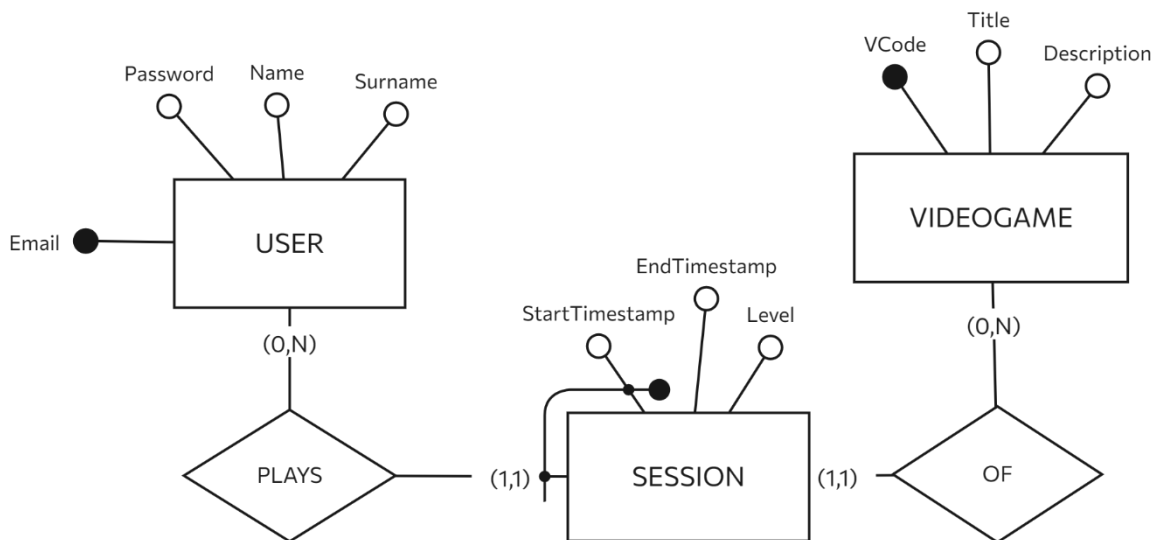 Title
VCode
Description
Password
Name
Surname
VIDEOGAME
Email
USER
EndTimestamp
StartTimestamp
Level
(0,N)
(0,N)
PLAYS
(1,1)
SESSION
(1,1)
OF